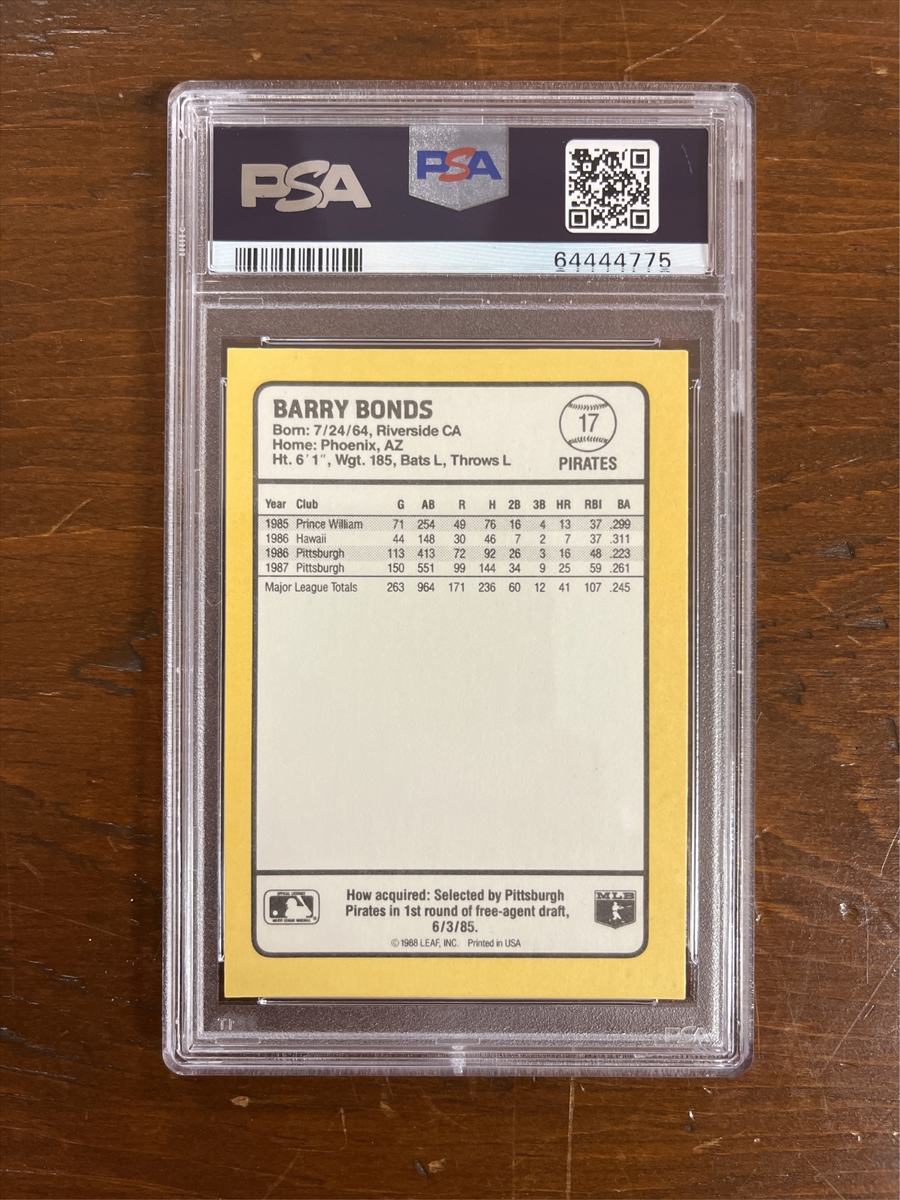 PSA
PSA
64444775
BARRY BONDS
Born: 7/24/64, Riverside CA
Home: Phoenix, AZ
Ht. 6'1", Wgt. 185, Bats L, Throws L
17
PIRATES
Year Club G AB R H 2B 3B HR RBI BA
1985 Prince William 71 254 49 76 16 4 13 37 .299
1986 Hawaii 44 148 30 46 7 2 7 37 .311
1986 Pittsburgh 113 413 72 92 26 3 16 48 .223
1987 Pittsburgh 150 551 99 144 34 9 25 59 .261
Major League Totals 263 964 171 236 60 12 41 107 .245
How acquired: Selected by Pittsburgh
Pirates in 1st round of free-agent draft,
6/3/85.
© 1988 LEAF, INC. Printed in USA
MLB
PSA